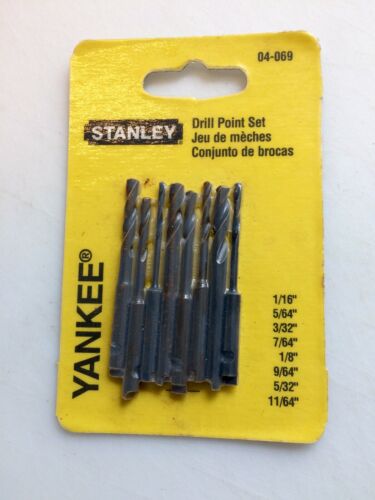 04-069
STANLEY
Drill Point Set
Jeu de mèches
Conjunto de brocas
YANKEE®
1/16"
5/64"
3/32"
7/64"
1/8"
9/64"
5/32"
11/64"